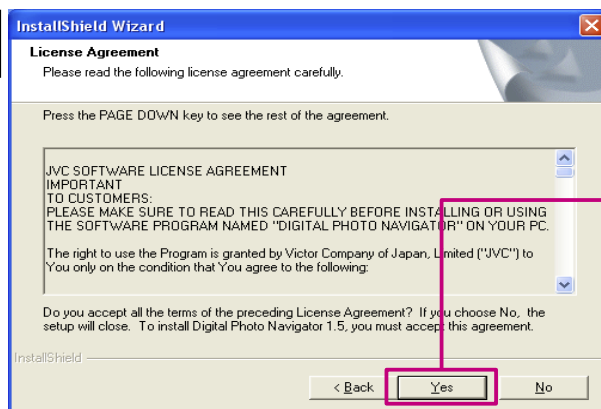 InstallShield Wizard
License Agreement
Please read the following license agreement carefully.
Press the PAGE DOWN key to see the rest of the agreement.
JVC SOFTWARE LICENSE AGREEMENT
IMPORTANT
TO CUSTOMERS:
PLEASE MAKE SURE TO READ THIS CAREFULLY BEFORE INSTALLING OR USING
THE SOFTWARE PROGRAM NAMED "DIGITAL PHOTO NAVIGATOR" ON YOUR PC.
The right to use the Program is granted by Victor Company of Japan, Limited ("JVC") to
You only on the condition that You agree to the following:
Do you accept all the terms of the preceding License Agreement? If you choose No, the
setup will close. To install Digital Photo Navigator 1.5, you must accept this agreement.
InstallShield
< Back Yes No